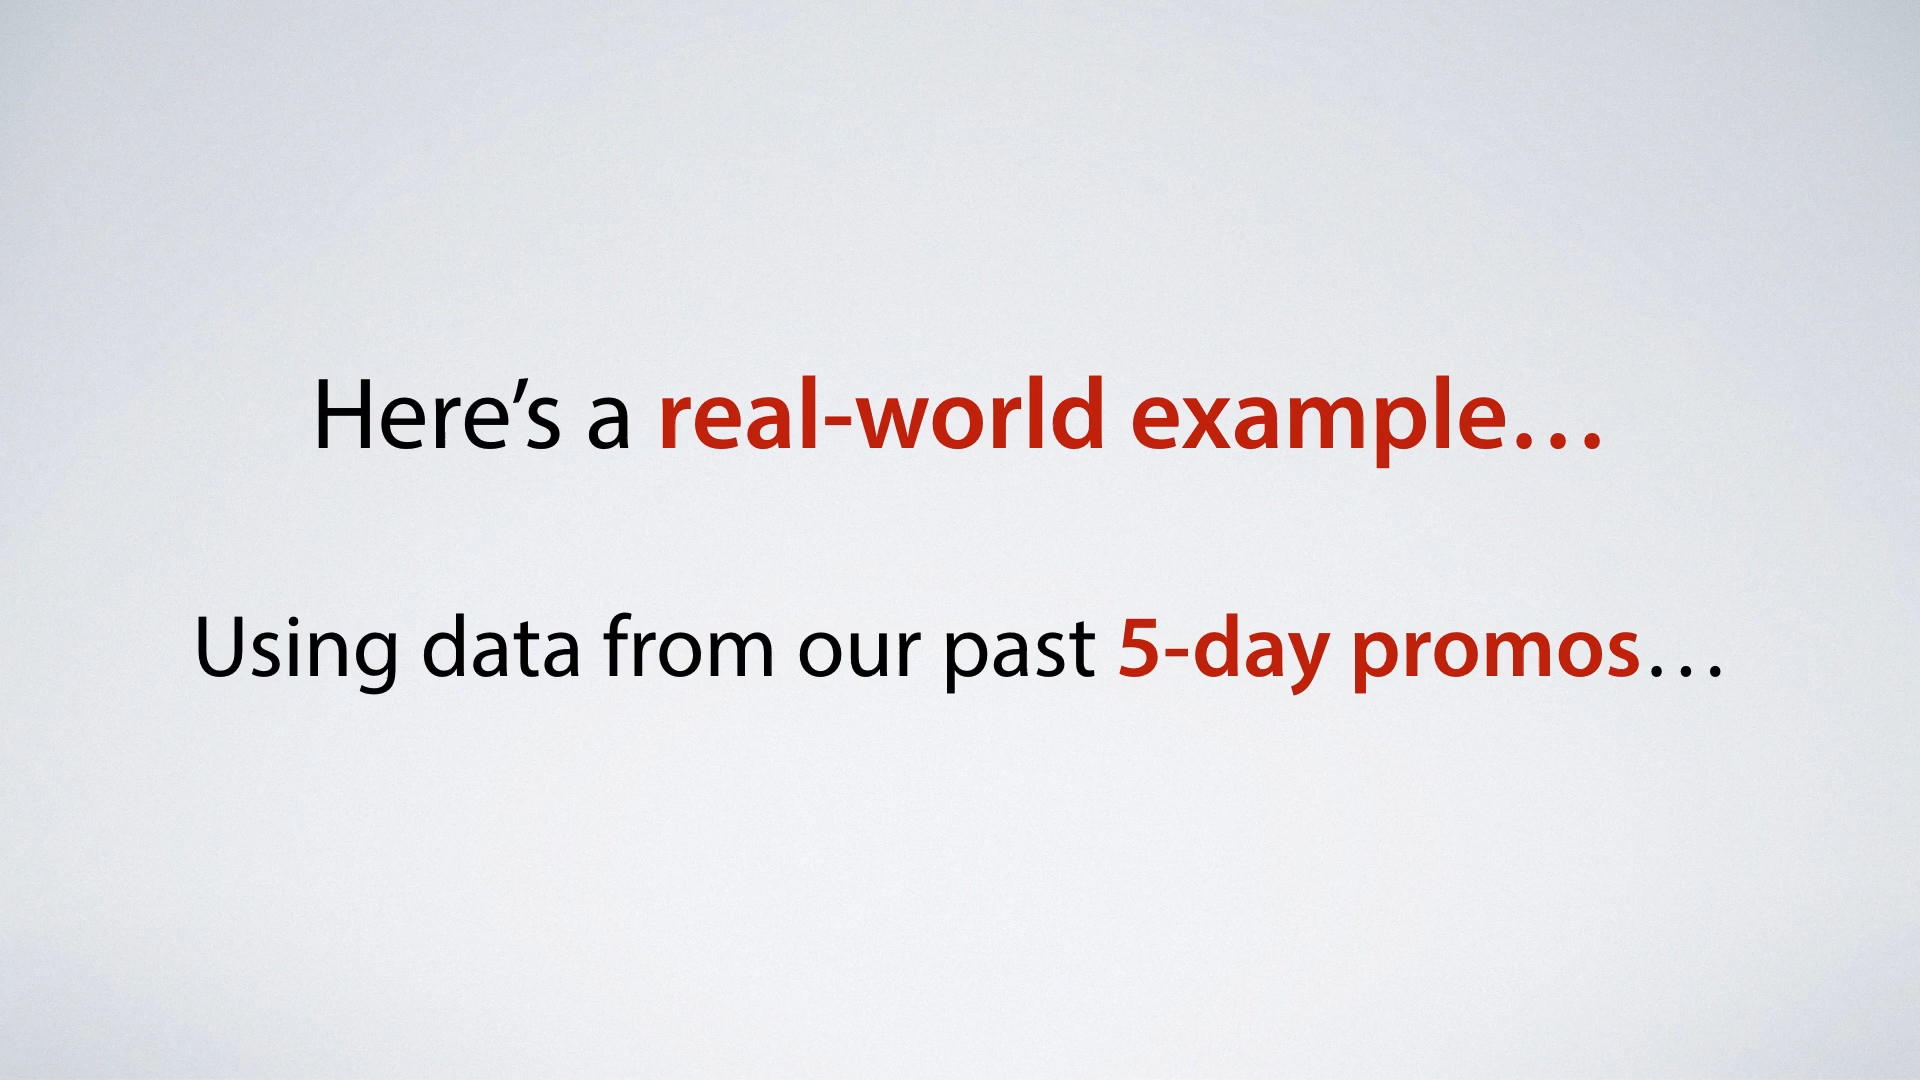 Here’s a real-world example…
Using data from our past 5-day promos…